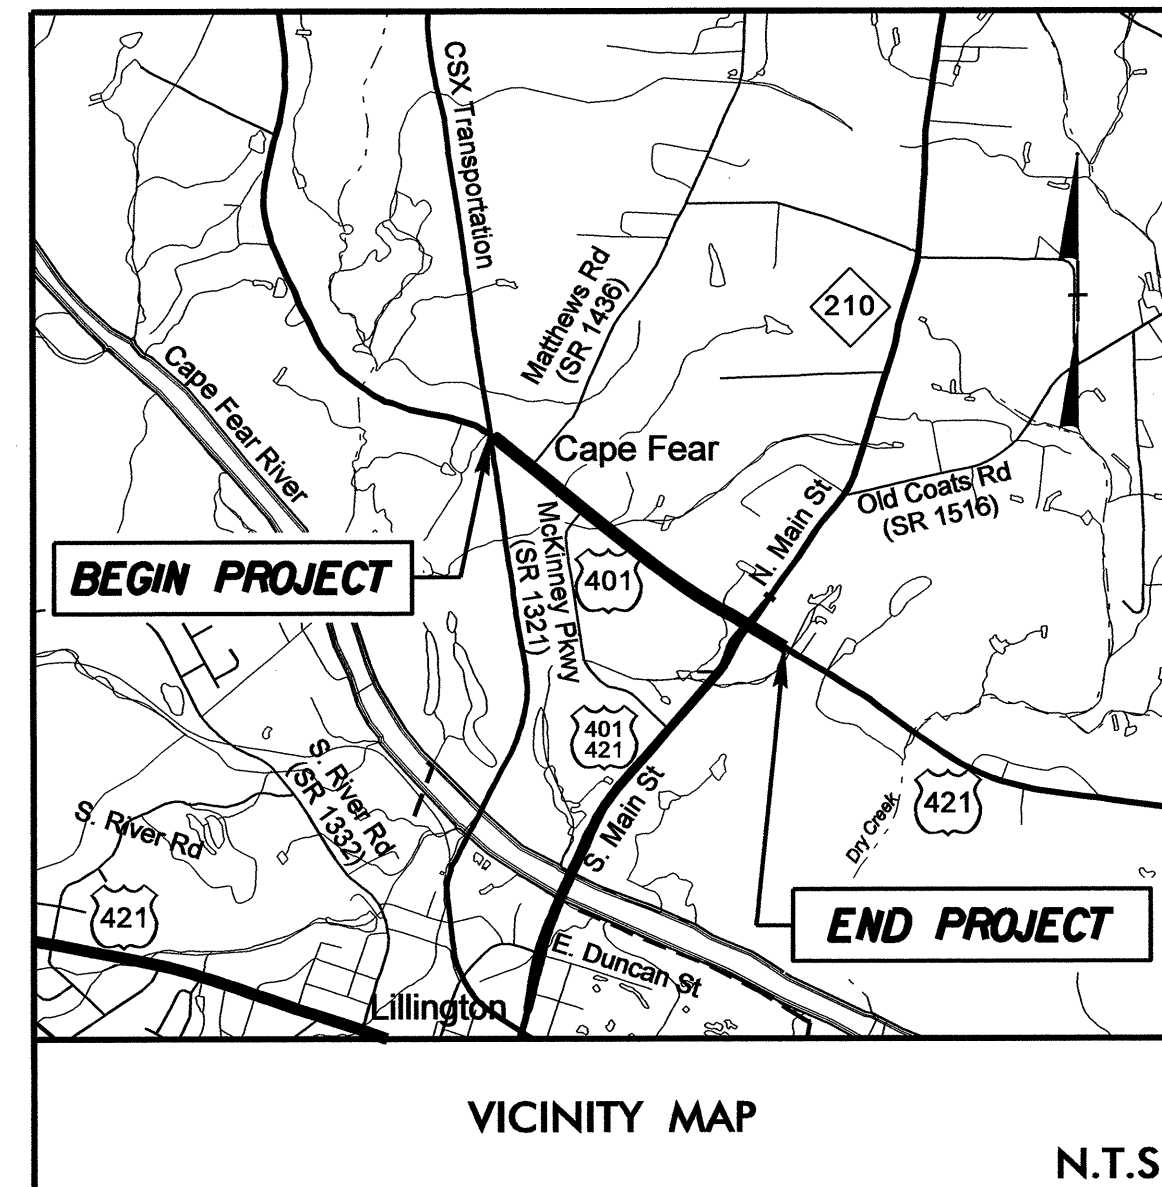 CSX Transportation
Matthews Rd
(SR 1436)
210
Cape Fear River
Cape Fear
Old Coats Rd
(SR 1516)
N. Main St
McKinney Pkwy
(SR 1321)
401
BEGIN PROJECT
401
421
S. River Rd
(SR 1332)
S. Main St
S. River Rd
421
421
Dry Creek
END PROJECT
E. Duncan St
Lillington
VICINITY MAP
N.T.S